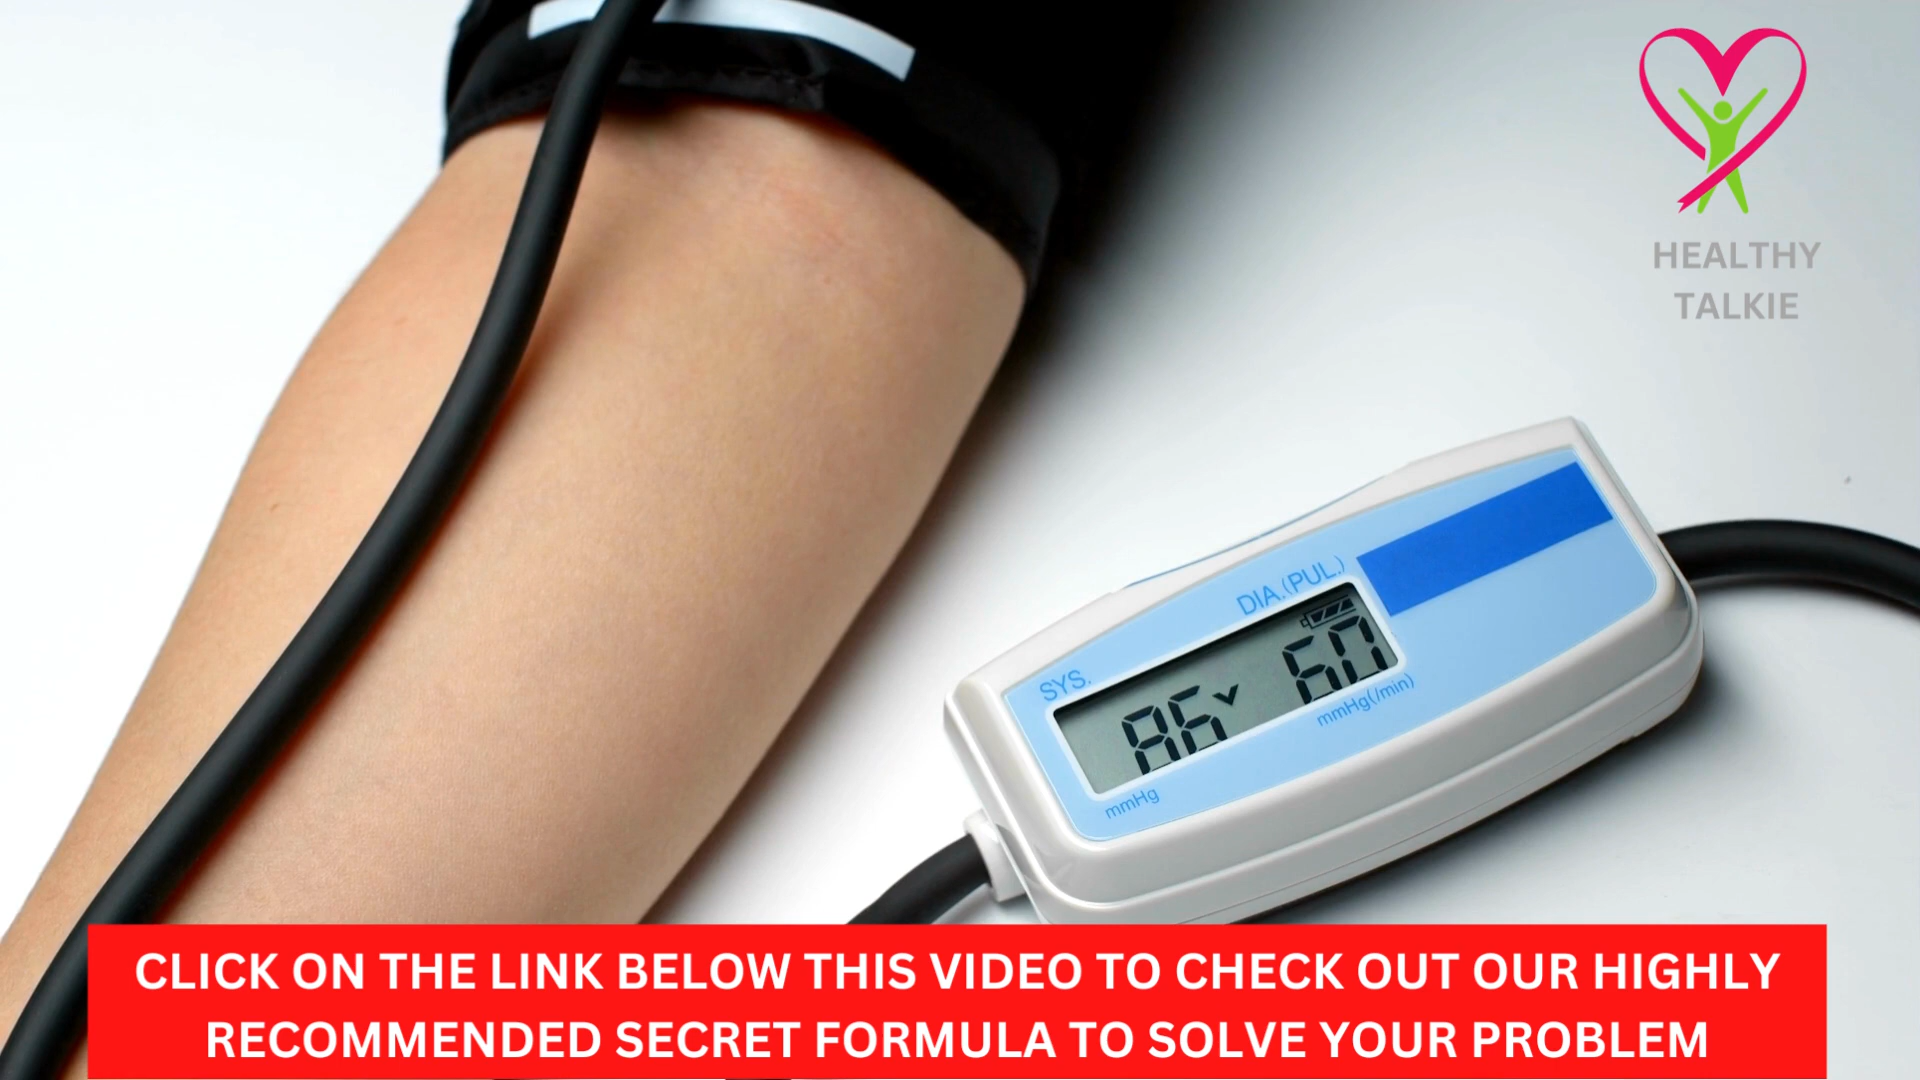 HEALTHY
TALKIE
DIA.(PUL.)
SYS.
86 60
mmHg(/min)
mmHg
CLICK ON THE LINK BELOW THIS VIDEO TO CHECK OUT OUR HIGHLY
RECOMMENDED SECRET FORMULA TO SOLVE YOUR PROBLEM